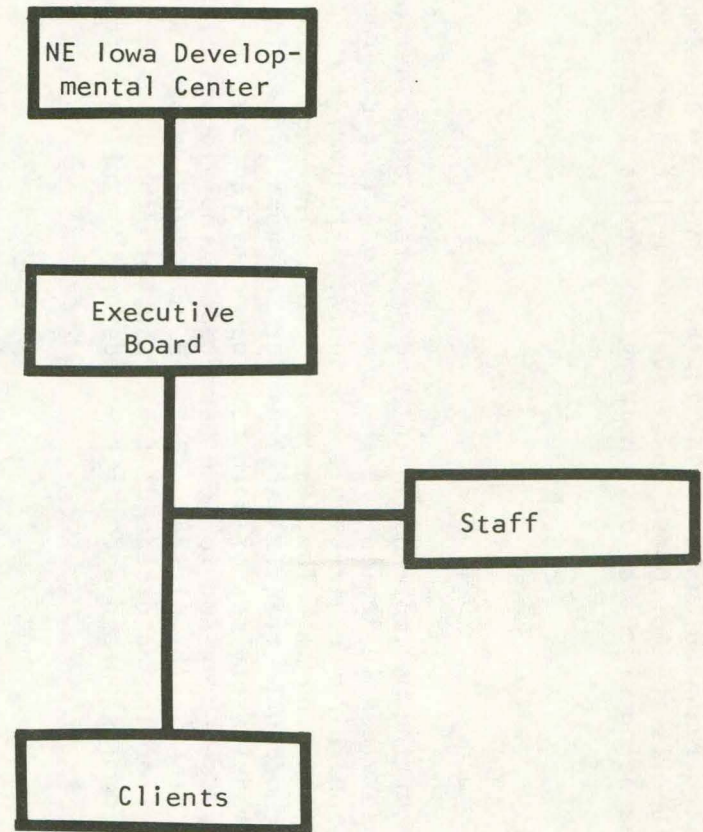 NE Iowa Develop-
mental Center
Executive
Board
Staff
Clients